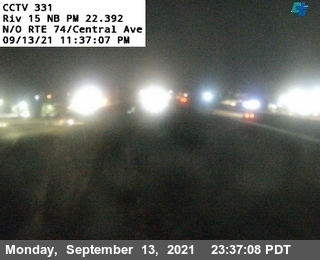 CCTV 331
Riv 15 NB PM 22.392
N/O RTE 74/Central Ave
09/13/21 11:37:07 PM
Monday, September 13, 2021 23:37:08 PDT